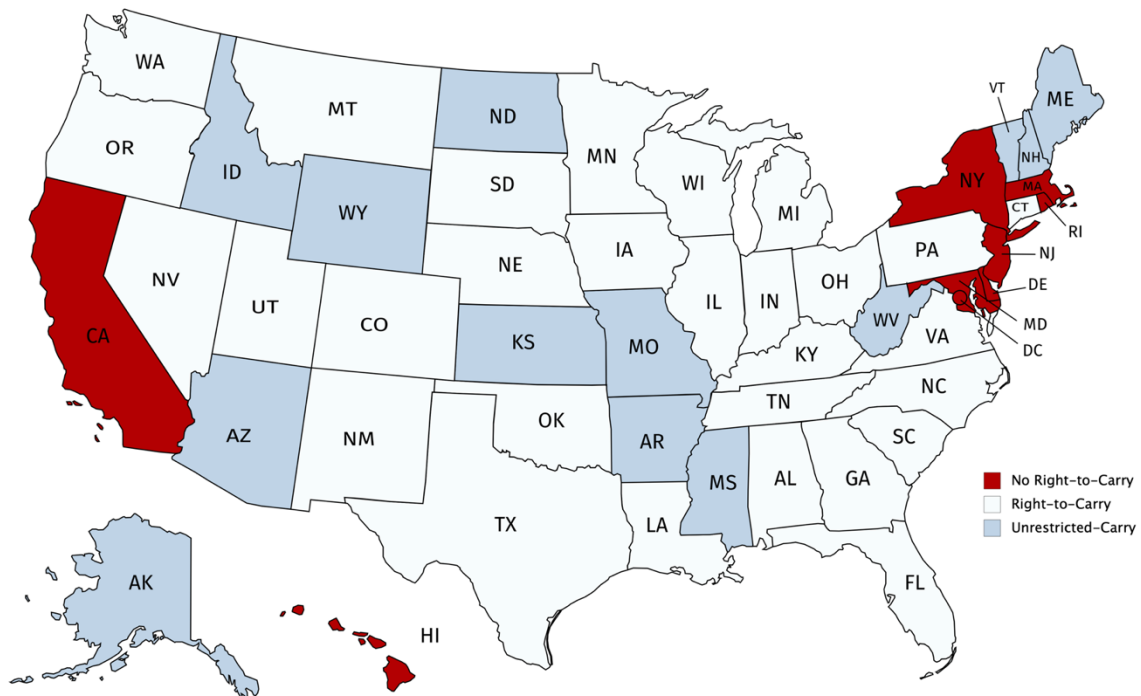 WA
MT
ND
MN
VT
ME
OR
ID
SD
WI
MI
NY
NH
MA
CT
RI
WY
IA
PA
NJ
NE
NV
UT
CO
IL
IN
OH
DE
MD
DC
CA
KS
MO
WV
VA
KY
NC
TN
AZ
NM
OK
AR
SC
MS
AL
GA
TX
LA
FL
AK
HI
No Right-to-Carry
Right-to-Carry
Unrestricted-Carry